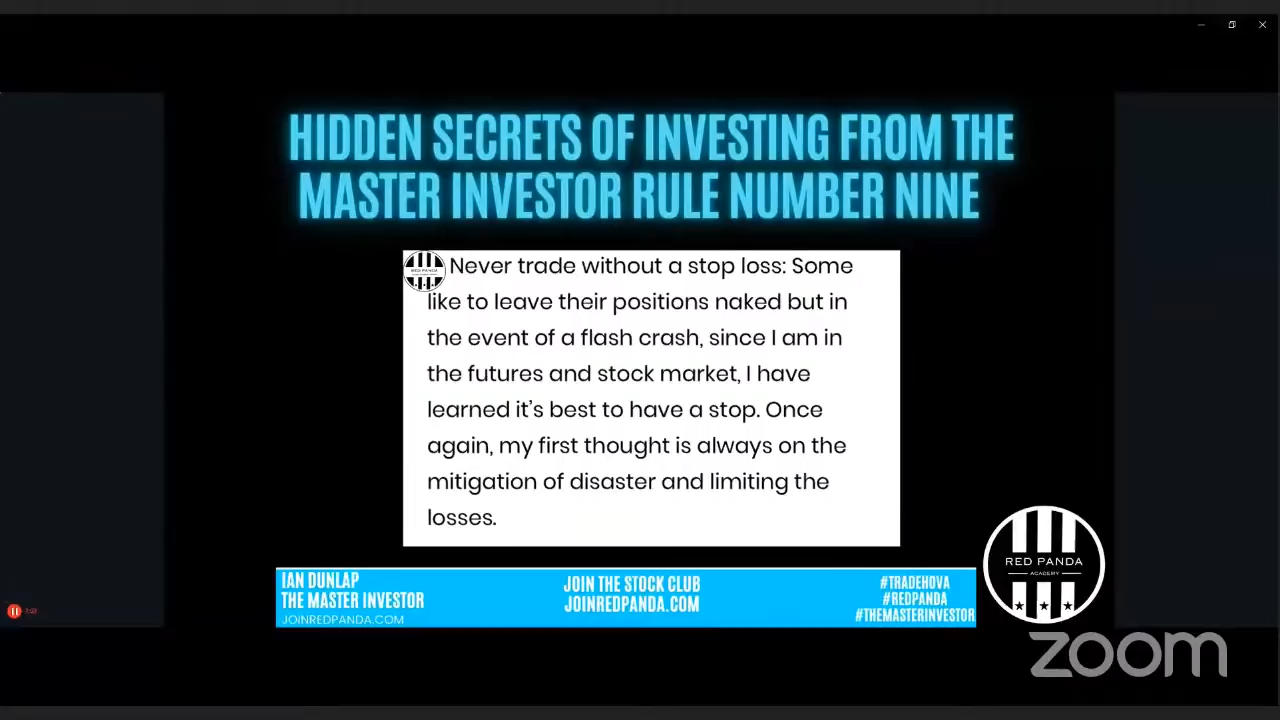 HIDDEN SECRETS OF INVESTING FROM THE
MASTER INVESTOR RULE NUMBER NINE
RED PANDA
Never trade without a stop loss: Some
like to leave their positions naked but in
the event of a flash crash, since I am in
the futures and stock market, I have
learned it's best to have a stop. Once
again, my first thought is always on the
mitigation of disaster and limiting the
losses.
IAN DUNLAP
THE MASTER INVESTOR
JOINREDPANDA.COM
JOIN THE STOCK CLUB
JOINREDPANDA.COM
#TRADEHOVA
#REDPANDA
#THEMASTERINVESTOR
RED PANDA
ACADEMY
zoom